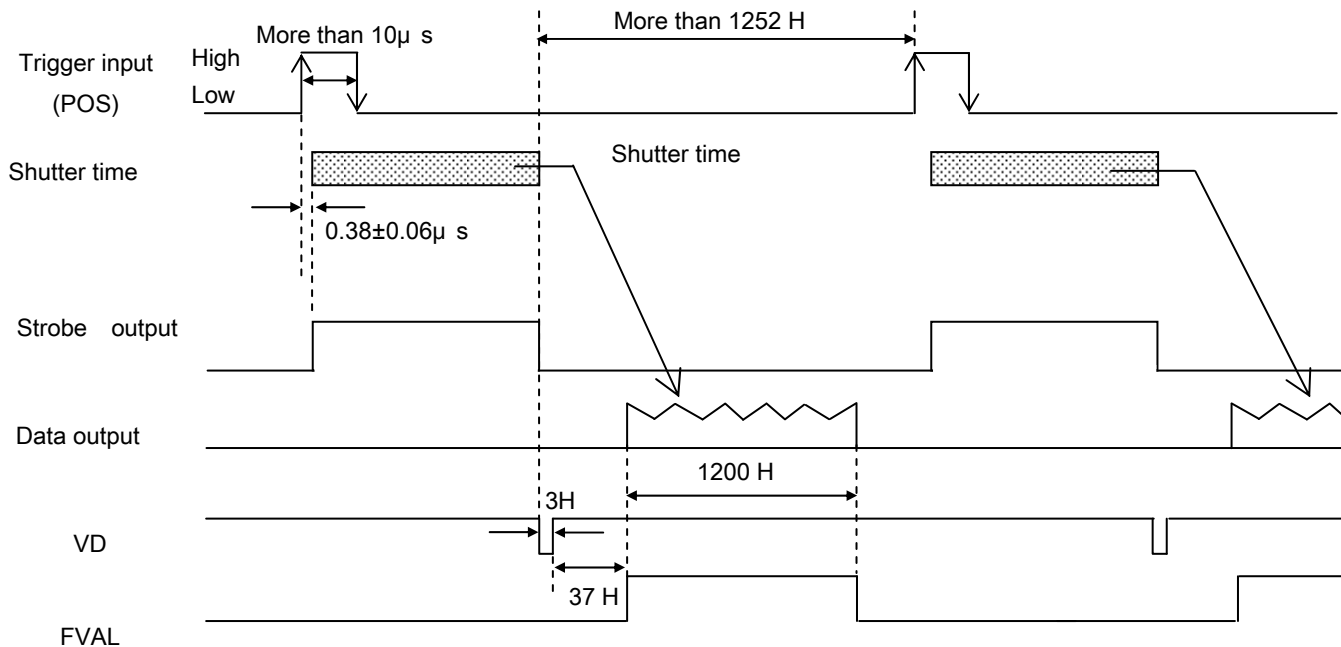 More than 1252 H
More than 10μ s
Trigger input
(POS)
High
Low
Shutter time
Shutter time
0.38±0.06μ s
Strobe output
Data output
1200 H
3H
VD
37 H
FVAL